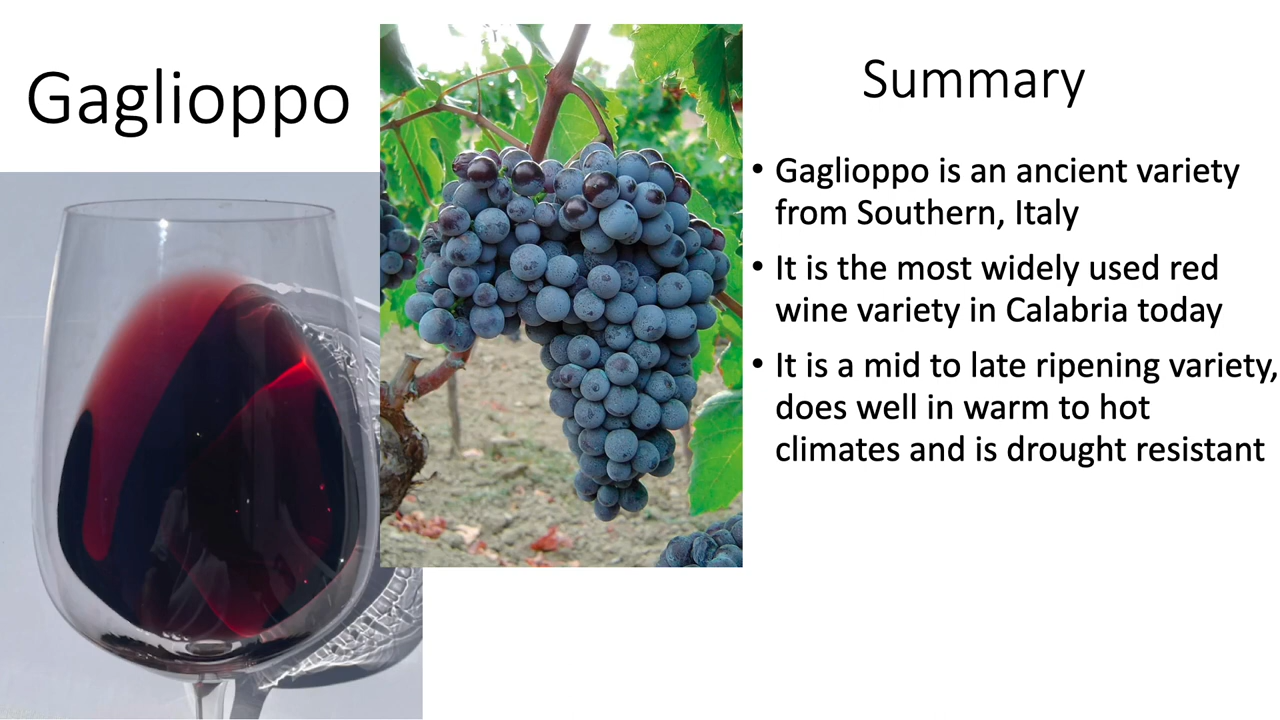 Gaglioppo
Summary
• Gaglioppo is an ancient variety
from Southern, Italy
• It is the most widely used red
wine variety in Calabria today
• It is a mid to late ripening variety,
does well in warm to hot
climates and is drought resistant